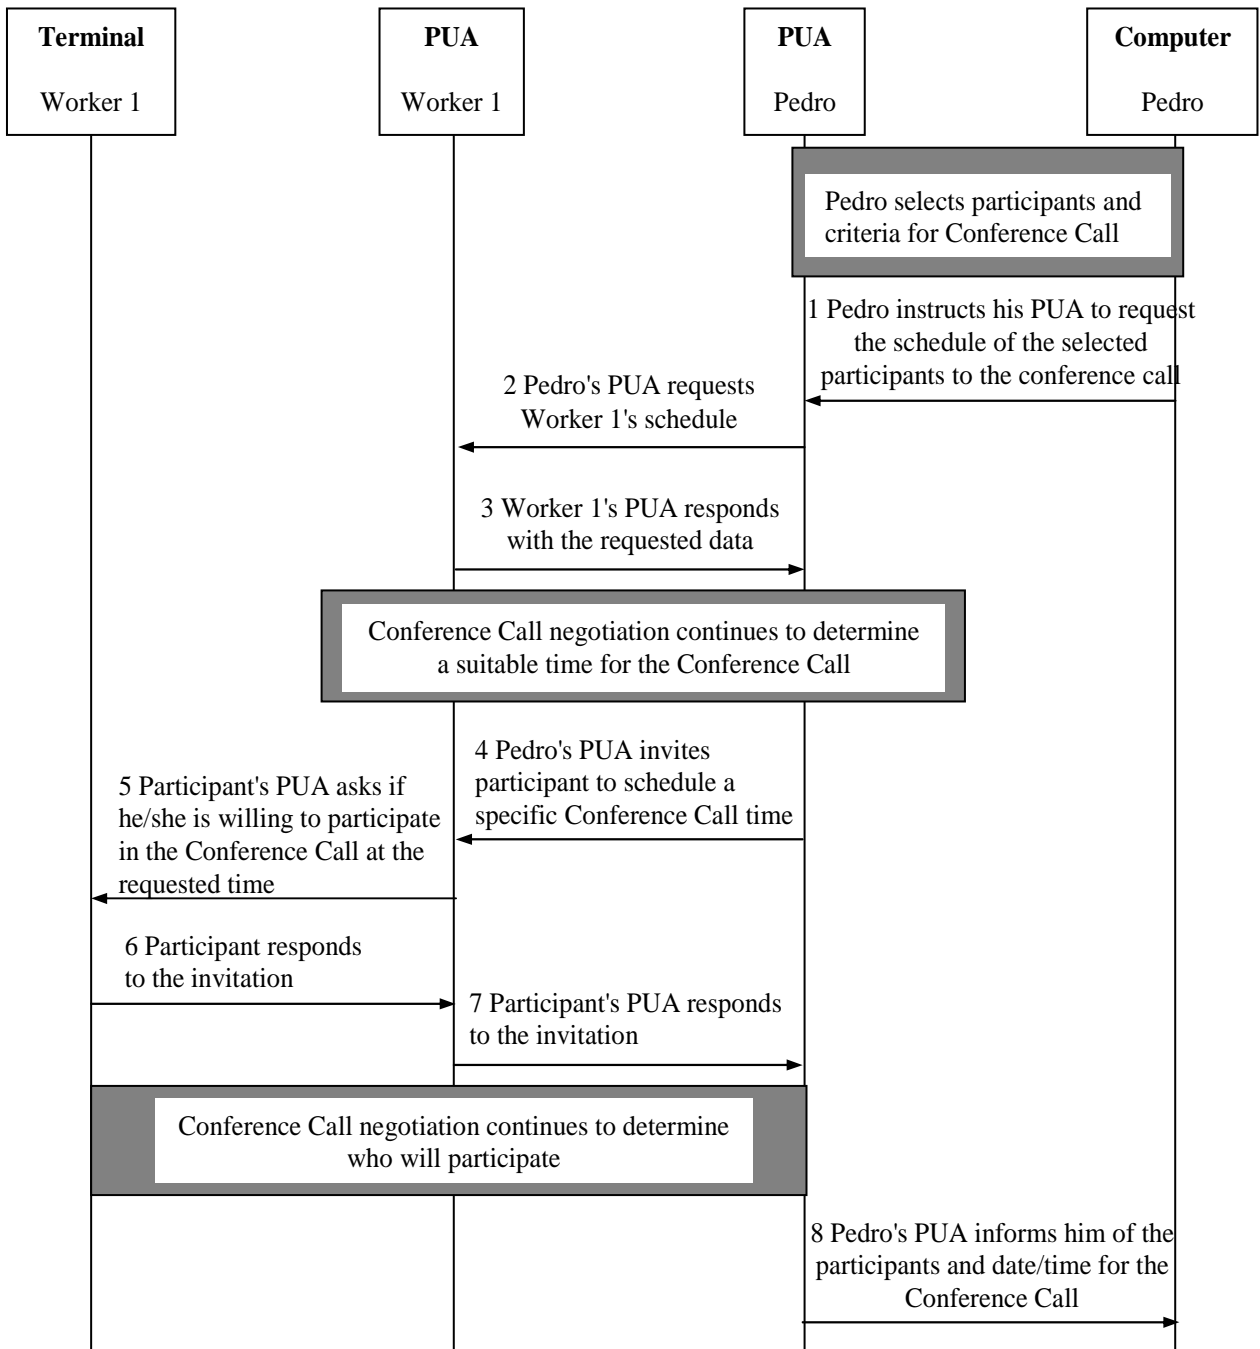 Terminal
Worker 1
PUA
Worker 1
PUA
Pedro
Computer
Pedro
Pedro selects participants and
criteria for Conference Call
1 Pedro instructs his PUA to request
the schedule of the selected
participants to the conference call
2 Pedro's PUA requests
Worker 1's schedule
3 Worker 1's PUA responds
with the requested data
Conference Call negotiation continues to determine
a suitable time for the Conference Call
4 Pedro's PUA invites
participant to schedule a
specific Conference Call time
5 Participant's PUA asks if
he/she is willing to participate
in the Conference Call at the
requested time
6 Participant responds
to the invitation
7 Participant's PUA responds
to the invitation
Conference Call negotiation continues to determine
who will participate
8 Pedro's PUA informs him of the
participants and date/time for the
Conference Call